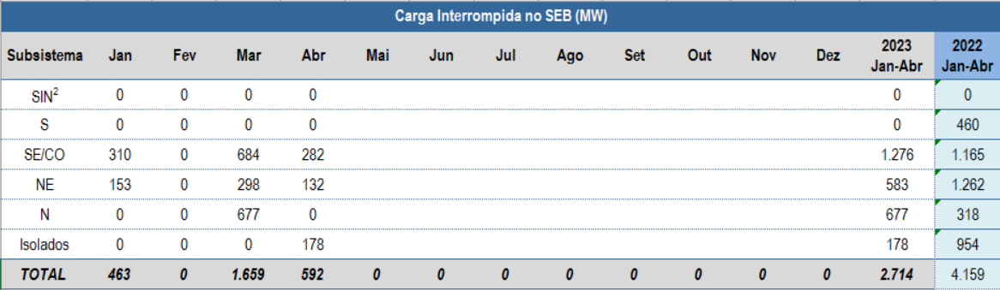 Carga Interrompida no SEB (MW)
Subsistema Jan Fev Mar Abr Mai Jun Jul Ago Set Out Nov Dez 2023 Jan-Abr 2022 Jan-Abr
SIN² 0 0 0 0 0 0
S 0 0 0 0 0 460
SE/CO 310 0 684 282 1.276 1.165
NE 153 0 298 132 583 1.262
N 0 0 677 0 677 318
Isolados 0 0 0 178 178 954
TOTAL 463 0 1.659 592 0 0 0 0 0 0 0 0 2.714 4.159